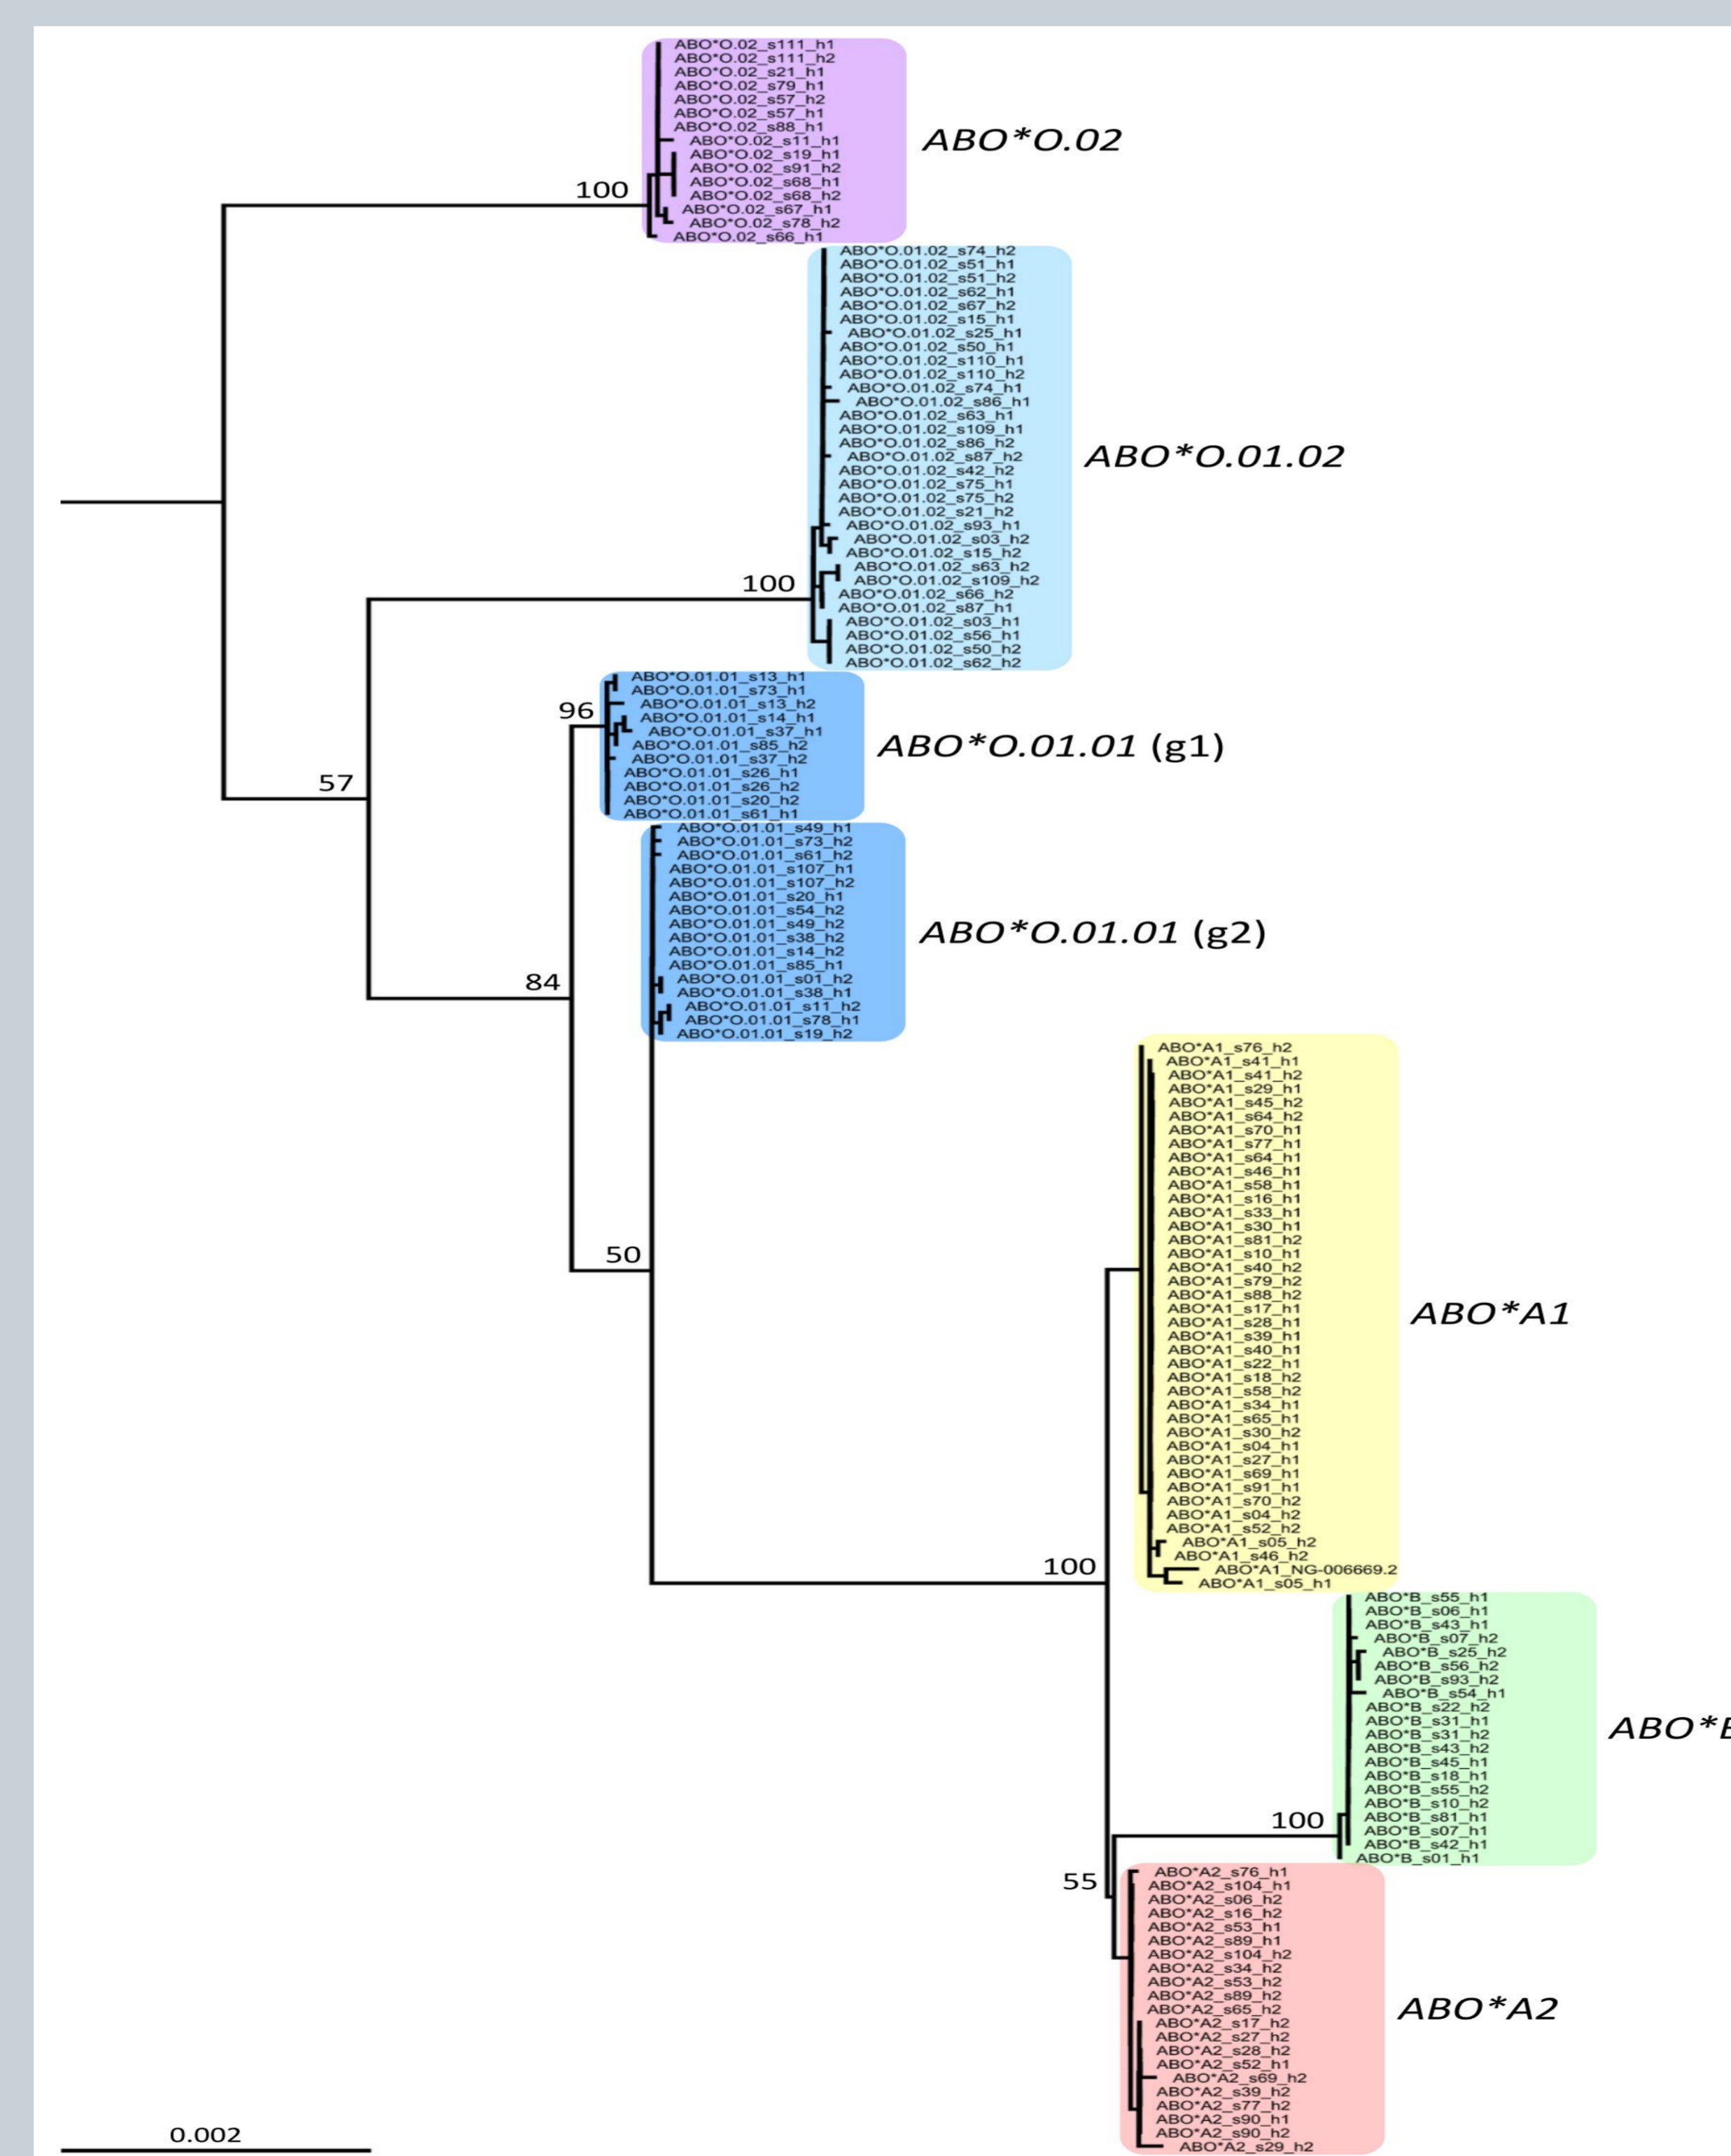 ABO*O.02_s111_h1
ABO*O.02_s111_h2
ABO*O.02_s21_h1
ABO*O.02_s79_h1
ABO*O.02_s57_h2
ABO*O.02_s57_h1
ABO*O.02_s88_h1
ABO*O.02_s11_h1
ABO*O.02
ABO*O.02_s19_h1
ABO*O.02_s91_h2
ABO*O.02_s68_h1
100
ABO*O.02_s68_h2
ABO*O.02_s67_h1
ABO*O.02_s78_h2
ABO*O.02_s66_h1
ABO*O.01.02_s74_h2
ABO*O.01.02_s51_h1
ABO*O.01.02_s51_h2
ABO*O.01.02_s62_h1
ABO*O.01.02_s67_h2
ABO*O.01.02_s15_h1
ABO*O.01.02_s25_h1
ABO*O.01.02_s50_h1
ABO*O.01.02_s110_h1
ABO*O.01.02_s110_h2
ABO*O.01.02_s74_h1
ABO*O.01.02_s86_h1
ABO*O.01.02_s63_h1
ABO*O.01.02_s109_h1
ABO*O.01.02_s86_h2
ABO*O.01.02_s87_h2
ABO*O.01.02
ABO*O.01.02_s42_h2
ABO*O.01.02_s75_h1
ABO*O.01.02_s75_h2
ABO*O.01.02_s21_h2
ABO*O.01.02_s93_h1
ABO*O.01.02_s03_h2
ABO*O.01.02_s15_h2
ABO*O.01.02_s63_h2
ABO*O.01.02_s109_h2
100
ABO*O.01.02_s66_h2
ABO*O.01.02_s87_h1
ABO*O.01.02_s03_h1
ABO*O.01.02_s56_h1
ABO*O.01.02_s50_h2
ABO*O.01.02_s62_h2
ABO*O.01.01_s13_h1
ABO*O.01.01_s73_h1
ABO*O.01.01_s13_h2
96
ABO*O.01.01_s14_h1
ABO*O.01.01_s37_h1
ABO*O.01.01_s85_h2
ABO*O.01.01 (g1)
ABO*O.01.01_s37_h2
ABO*O.01.01_s26_h1
57
ABO*O.01.01_s26_h2
ABO*O.01.01_s20_h2
ABO*O.01.01_s61_h1
ABO*O.01.01_s49_h1
ABO*O.01.01_s73_h2
ABO*O.01.01_s61_h2
ABO*O.01.01_s107_h1
ABO*O.01.01_s107_h2
ABO*O.01.01_s20_h1
ABO*O.01.01_s54_h2
ABO*O.01.01_s49_h2
ABO*O.01.01 (g2)
ABO*O.01.01_s38_h2
ABO*O.01.01_s14_h2
ABO*O.01.01_s85_h1
84
ABO*O.01.01_s01_h2
ABO*O.01.01_s38_h1
ABO*O.01.01_s11_h2
ABO*O.01.01_s78_h1
ABO*O.01.01_s19_h2
ABO*A1_s76_h2
ABO*A1_s41_h1
ABO*A1_s41_h2
ABO*A1_s29_h1
ABO*A1_s45_h2
ABO*A1_s64_h2
ABO*A1_s70_h1
ABO*A1_s77_h1
ABO*A1_s64_h1
ABO*A1_s46_h1
ABO*A1_s58_h1
ABO*A1_s16_h1
ABO*A1_s33_h1
ABO*A1_s30_h1
ABO*A1_s81_h2
50
ABO*A1_s10_h1
ABO*A1_s40_h2
ABO*A1_s79_h2
ABO*A1_s88_h2
ABO*A1_s17_h1
ABO*A1
ABO*A1_s28_h1
ABO*A1_s39_h1
ABO*A1_s40_h1
ABO*A1_s22_h1
ABO*A1_s18_h2
ABO*A1_s58_h2
ABO*A1_s34_h1
ABO*A1_s65_h1
ABO*A1_s30_h2
ABO*A1_s04_h1
ABO*A1_s27_h1
ABO*A1_s69_h1
ABO*A1_s91_h1
ABO*A1_s70_h2
ABO*A1_s04_h2
ABO*A1_s52_h2
ABO*A1_s05_h2
ABO*A1_s46_h2
100
ABO*A1_NG-006669.2
ABO*A1_s05_h1
ABO*B_s55_h1
ABO*B_s06_h1
ABO*B_s43_h1
ABO*B_s07_h2
ABO*B_s25_h2
ABO*B_s56_h2
ABO*B_s93_h2
ABO*B_s54_h1
ABO*B_s22_h2
ABO*B_s31_h1
ABO*
ABO*B_s31_h2
ABO*B_s43_h2
ABO*B_s45_h1
ABO*B_s18_h1
ABO*B_s55_h2
ABO*B_s10_h2
100
ABO*B_s81_h1
ABO*B_s07_h1
ABO*B_s42_h1
ABO*B_s01_h1
ABO*A2_s76_h1
55
ABO*A2_s104_h1
ABO*A2_s06_h2
ABO*A2_s16_h2
ABO*A2_s53_h1
ABO*A2_s89_h1
ABO*A2_s104_h2
ABO*A2_s34_h2
ABO*A2_s53_h2
ABO*A2_s89_h2
ABO*A2_s65_h2
ABO*A2
ABO*A2_s17_h2
ABO*A2_s27_h2
ABO*A2_s28_h2
ABO*A2_s52_h1
ABO*A2_s69_h2
ABO*A2_s39_h2
ABO*A2_s77_h2
ABO*A2_s90_h1
ABO*A2_s90_h2
0.002
ABO*A2_s29_h2